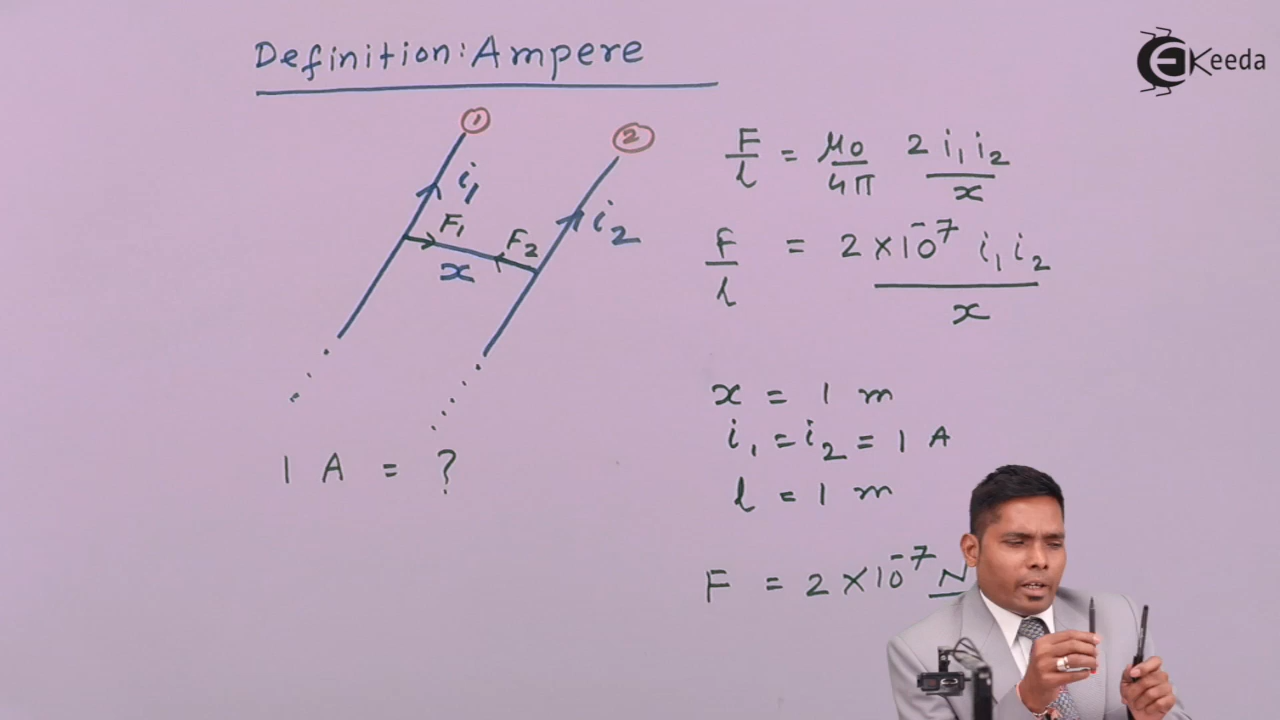 Definition: Ampere
EKeeda
1
2
i₁
i₂
F₁
F₂
x
F/l = μ₀/4π 2 i₁ i₂/x
F/l = 2 × 10⁻⁷ i₁ i₂/x
x = 1 m
i₁ = i₂ = 1 A
l = 1 m
1 A = ?
F = 2 × 10⁻⁷ N